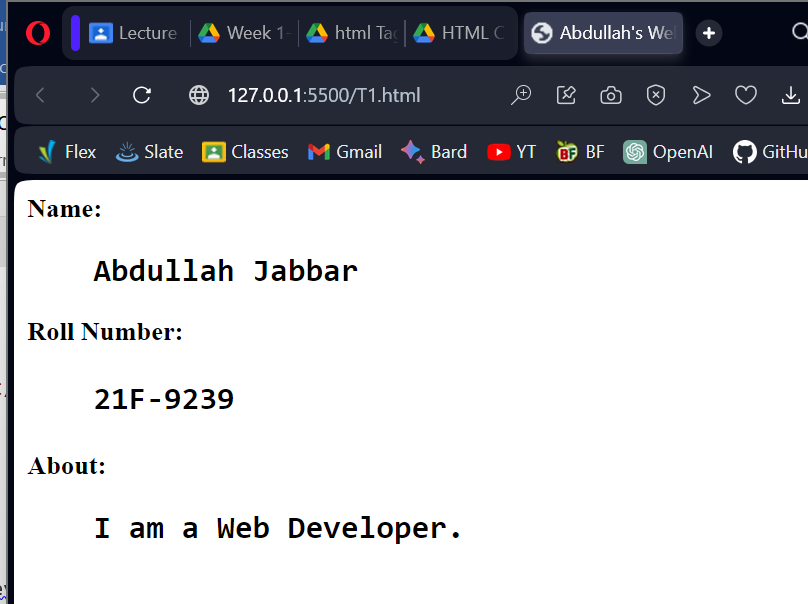 Lecture
Week 1-
html Tag
HTML C
Abdullah's We
127.0.0.1:5500/T1.html
Flex
Slate
Classes
Gmail
Bard
YT
BF
OpenAI
GitHu
Name:
Abdullah Jabbar
Roll Number:
21F-9239
About:
I am a Web Developer.